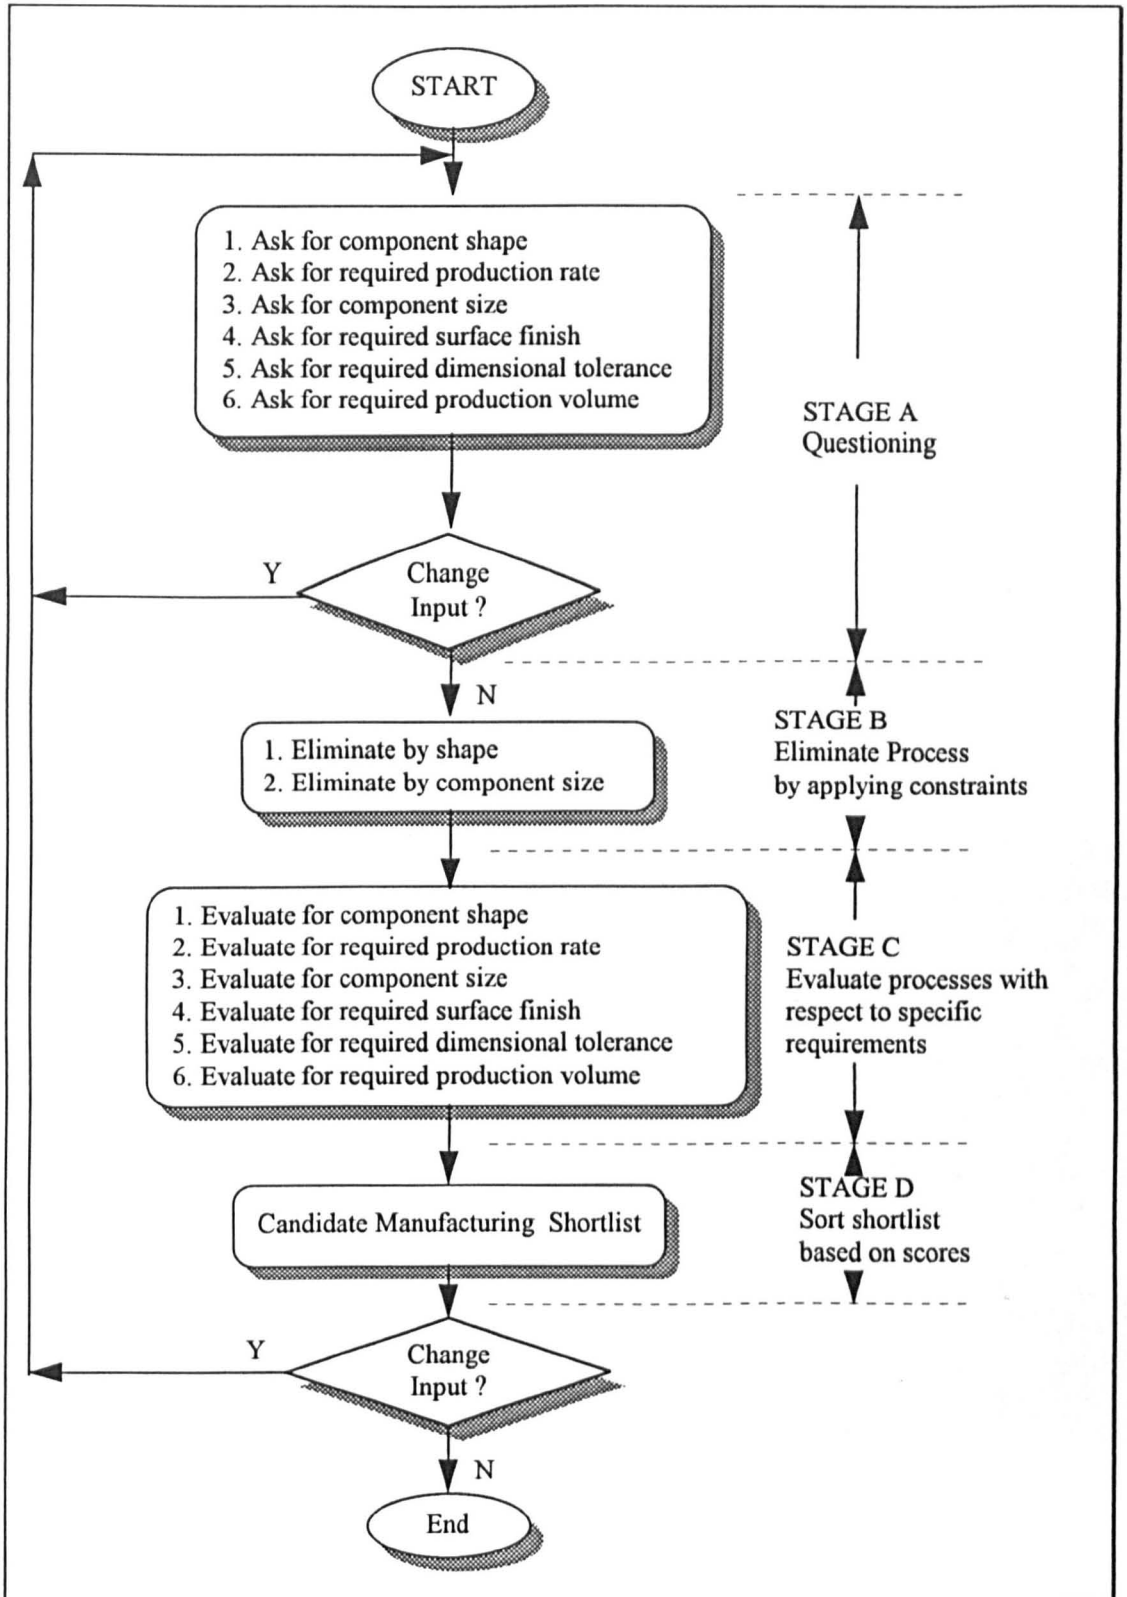 START
1. Ask for component shape
2. Ask for required production rate
3. Ask for component size
4. Ask for required surface finish
5. Ask for required dimensional tolerance
6. Ask for required production volume
STAGE A
Questioning
Change
Input ?
Y
N
1. Eliminate by shape
2. Eliminate by component size
STAGE B
Eliminate Process
by applying constraints
1. Evaluate for component shape
2. Evaluate for required production rate
3. Evaluate for component size
4. Evaluate for required surface finish
5. Evaluate for required dimensional tolerance
6. Evaluate for required production volume
STAGE C
Evaluate processes with
respect to specific
requirements
Candidate Manufacturing Shortlist
STAGE D
Sort shortlist
based on scores
Change
Input ?
Y
N
End